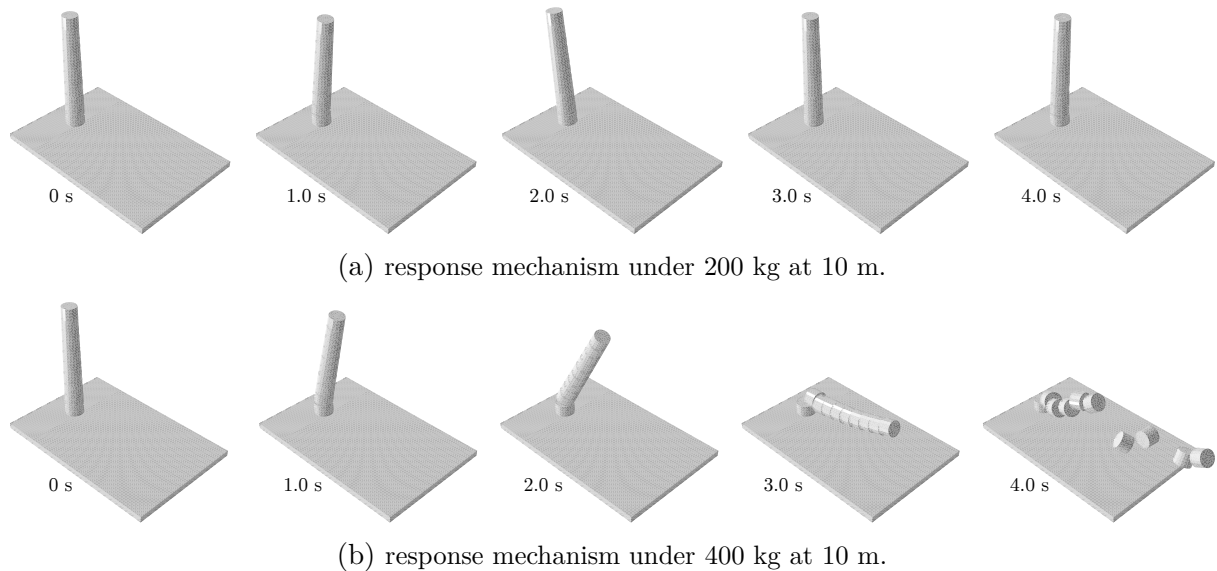 0 s
1.0 s
2.0 s
3.0 s
4.0 s
(a) response mechanism under 200 kg at 10 m.
0 s
1.0 s
2.0 s
3.0 s
4.0 s
(b) response mechanism under 400 kg at 10 m.